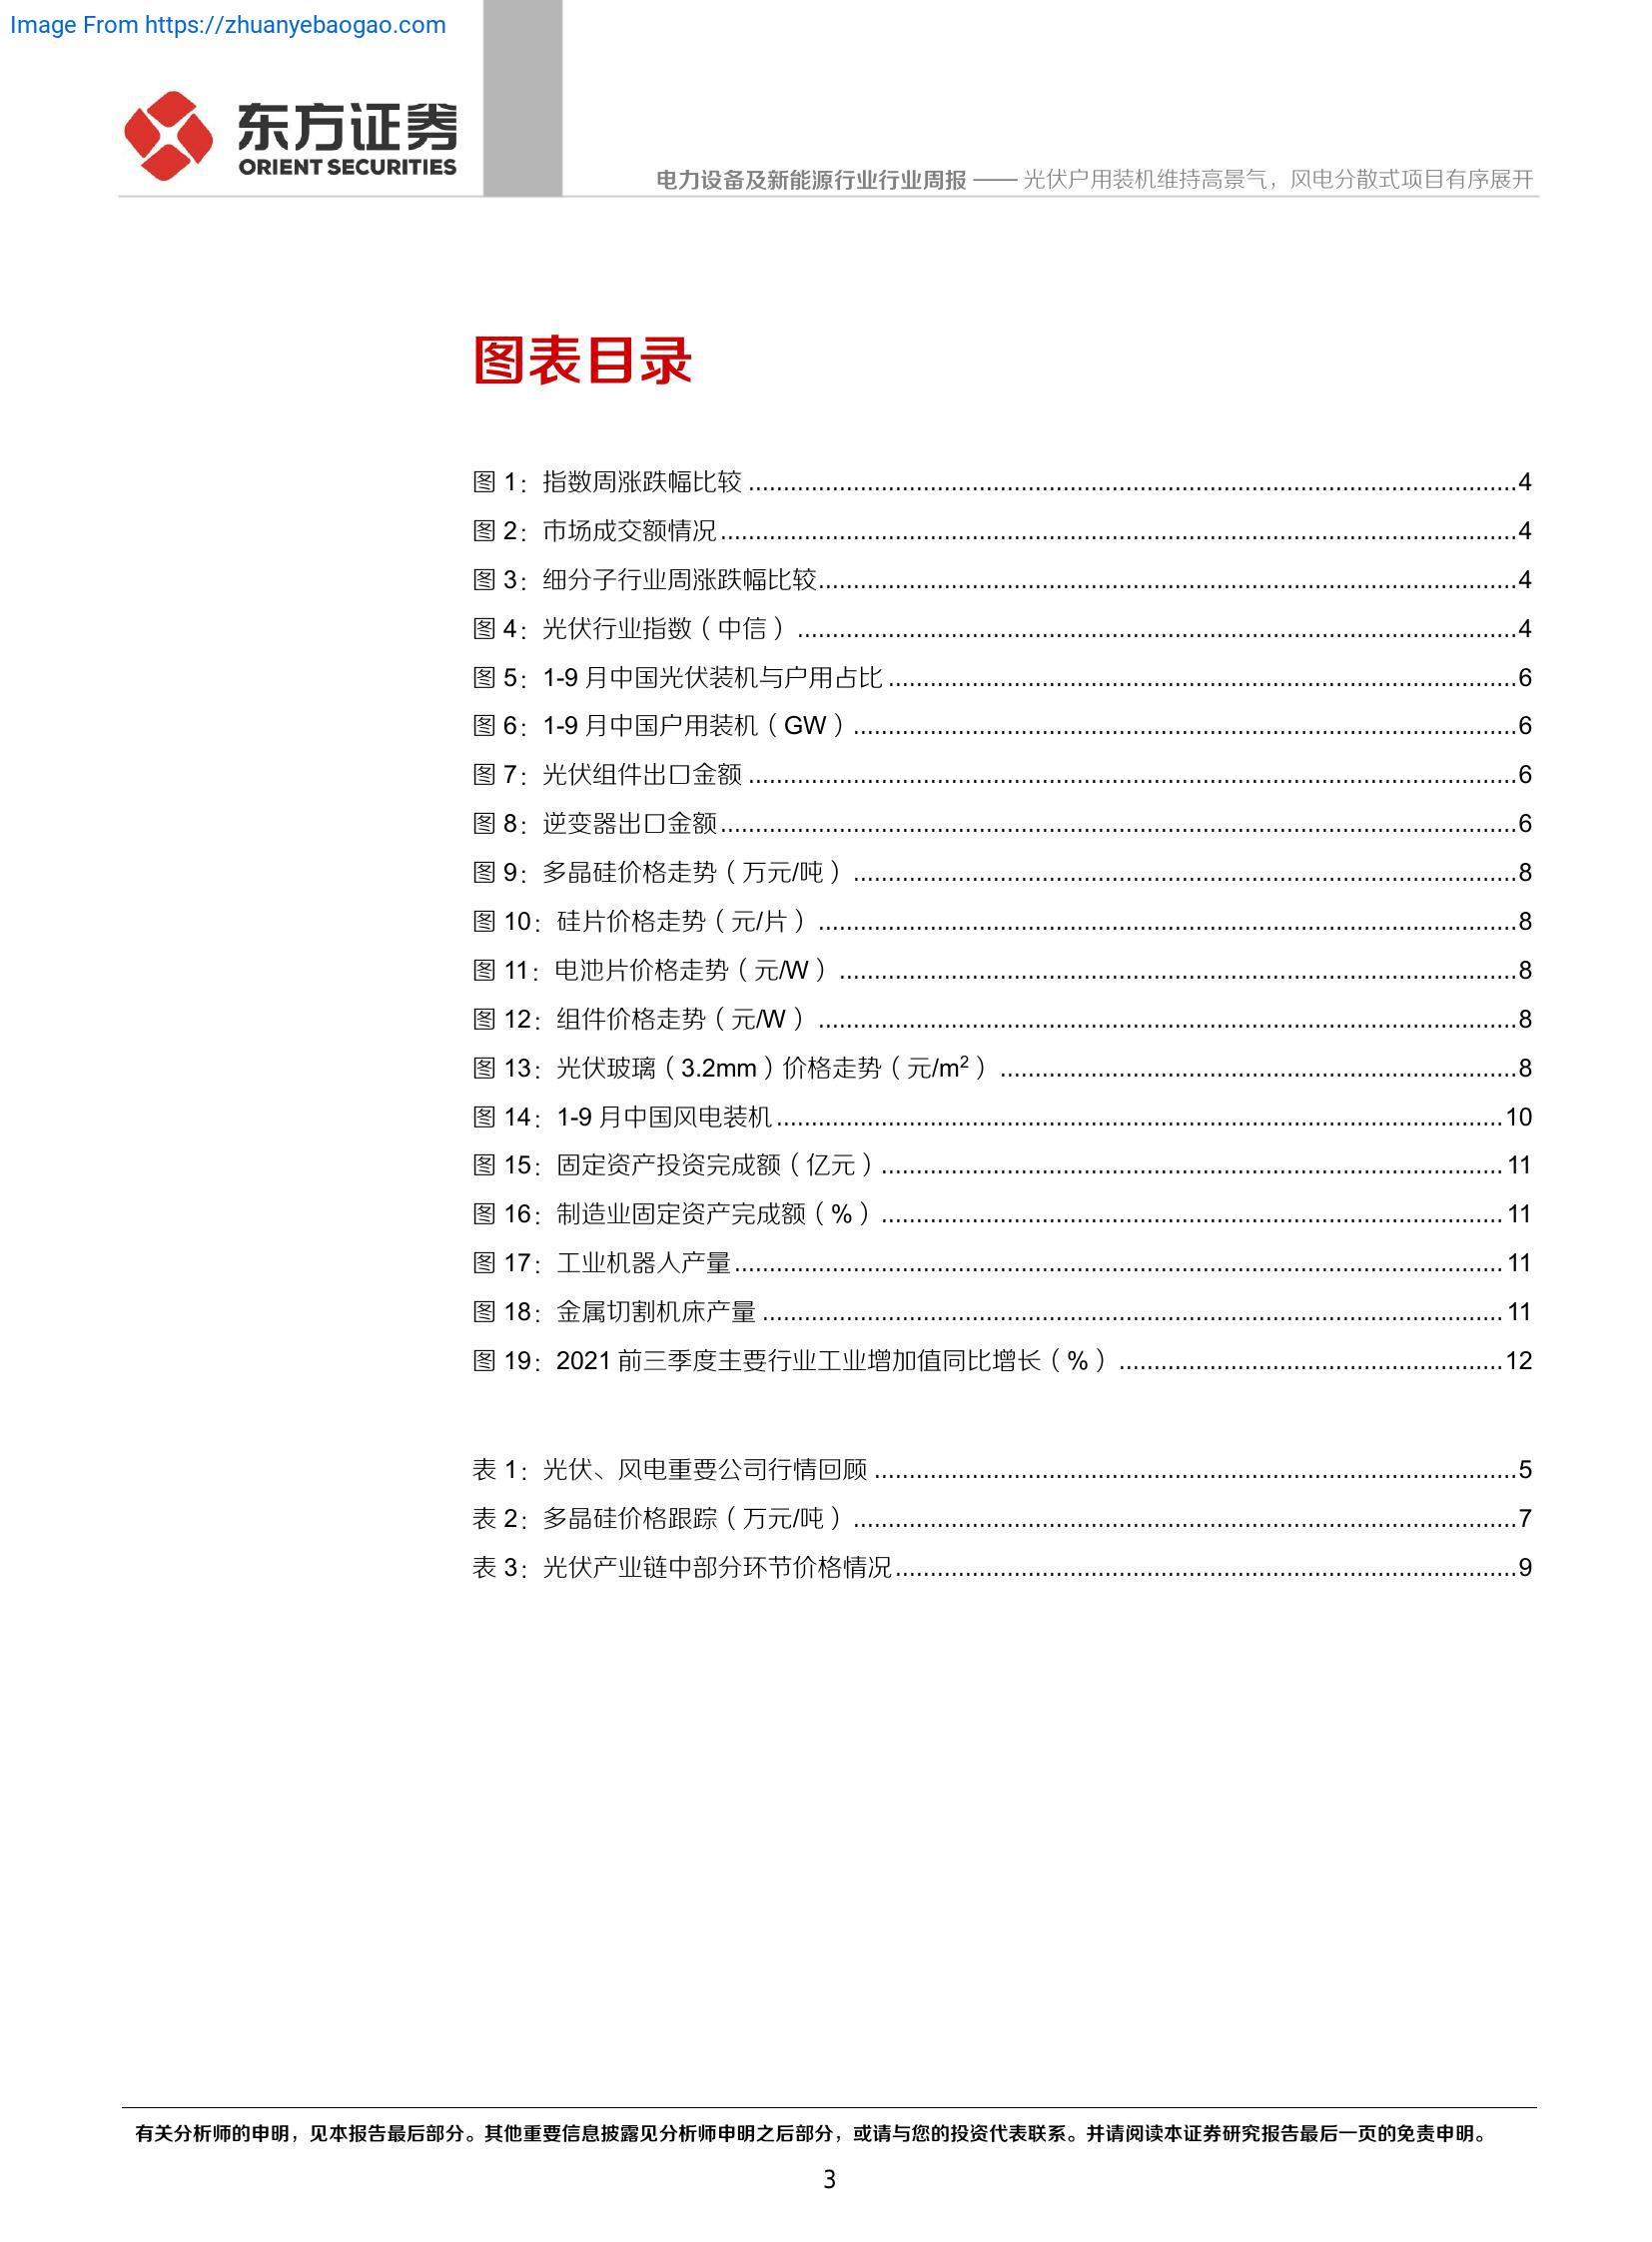 Image From https://zhuanyebaogao.com
东方证券
ORIENT SECURITIES
电力设备及新能源行业行业周报 —— 光伏户用装机维持高景气，风电分散式项目有序展开
图表目录
图 1：指数周涨跌幅比较 ........................................................ 4
图 2：市场成交额情况 ........................................................ 4
图 3：细分子行业周涨跌幅比较 ........................................................ 4
图 4：光伏行业指数（中信） ........................................................ 4
图 5：1-9 月中国光伏装机与户用占比 ........................................................ 6
图 6：1-9 月中国户用装机（GW） ........................................................ 6
图 7：光伏组件出口金额 ........................................................ 6
图 8：逆变器出口金额 ........................................................ 6
图 9：多晶硅价格走势（万元/吨） ........................................................ 8
图 10：硅片价格走势（元/片） ........................................................ 8
图 11：电池片价格走势（元/W） ........................................................ 8
图 12：组件价格走势（元/W） ........................................................ 8
图 13：光伏玻璃（3.2mm）价格走势（元/m²） ........................................................ 8
图 14：1-9 月中国风电装机 ........................................................ 10
图 15：固定资产投资完成额（亿元） ........................................................ 11
图 16：制造业固定资产完成额（%） ........................................................ 11
图 17：工业机器人产量 ........................................................ 11
图 18：金属切割机床产量 ........................................................ 11
图 19：2021 前三季度主要行业工业增加值同比增长（%） ........................................................ 12
表 1：光伏、风电重要公司行情回顾 ........................................................ 5
表 2：多晶硅价格跟踪（万元/吨） ........................................................ 7
表 3：光伏产业链中部分环节价格情况 ........................................................ 9
有关分析师的申明，见本报告最后部分。其他重要信息披露见分析师申明之后部分，或请与您的投资代表联系。并请阅读本证券研究报告最后一页的免责申明。
3